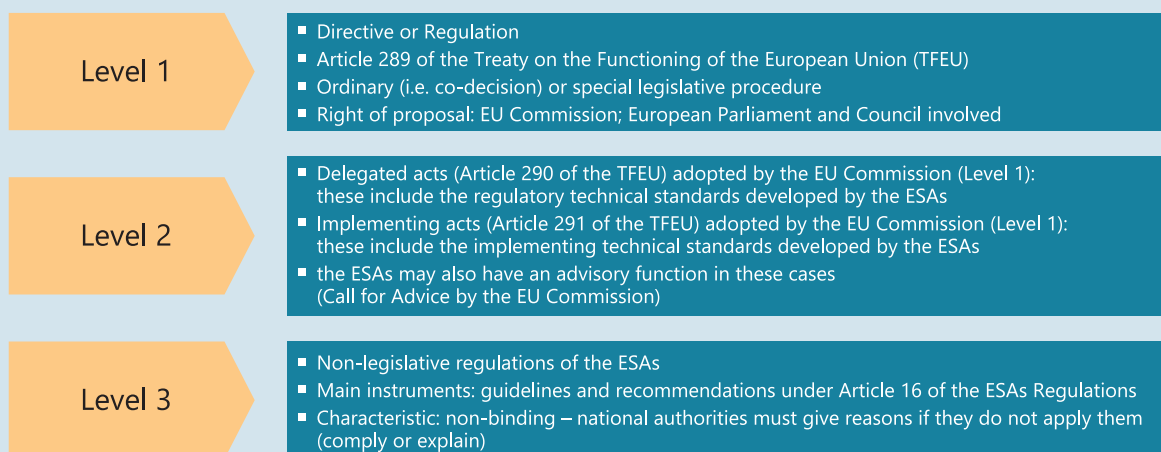 Level 1
▪ Directive or Regulation
▪ Article 289 of the Treaty on the Functioning of the European Union (TFEU)
▪ Ordinary (i.e. co-decision) or special legislative procedure
▪ Right of proposal: EU Commission; European Parliament and Council involved
Level 2
▪ Delegated acts (Article 290 of the TFEU) adopted by the EU Commission (Level 1):
these include the regulatory technical standards developed by the ESAs
▪ Implementing acts (Article 291 of the TFEU) adopted by the EU Commission (Level 1):
these include the implementing technical standards developed by the ESAs
▪ the ESAs may also have an advisory function in these cases
(Call for Advice by the EU Commission)
Level 3
▪ Non-legislative regulations of the ESAs
▪ Main instruments: guidelines and recommendations under Article 16 of the ESAs Regulations
▪ Characteristic: non-binding – national authorities must give reasons if they do not apply them
(comply or explain)